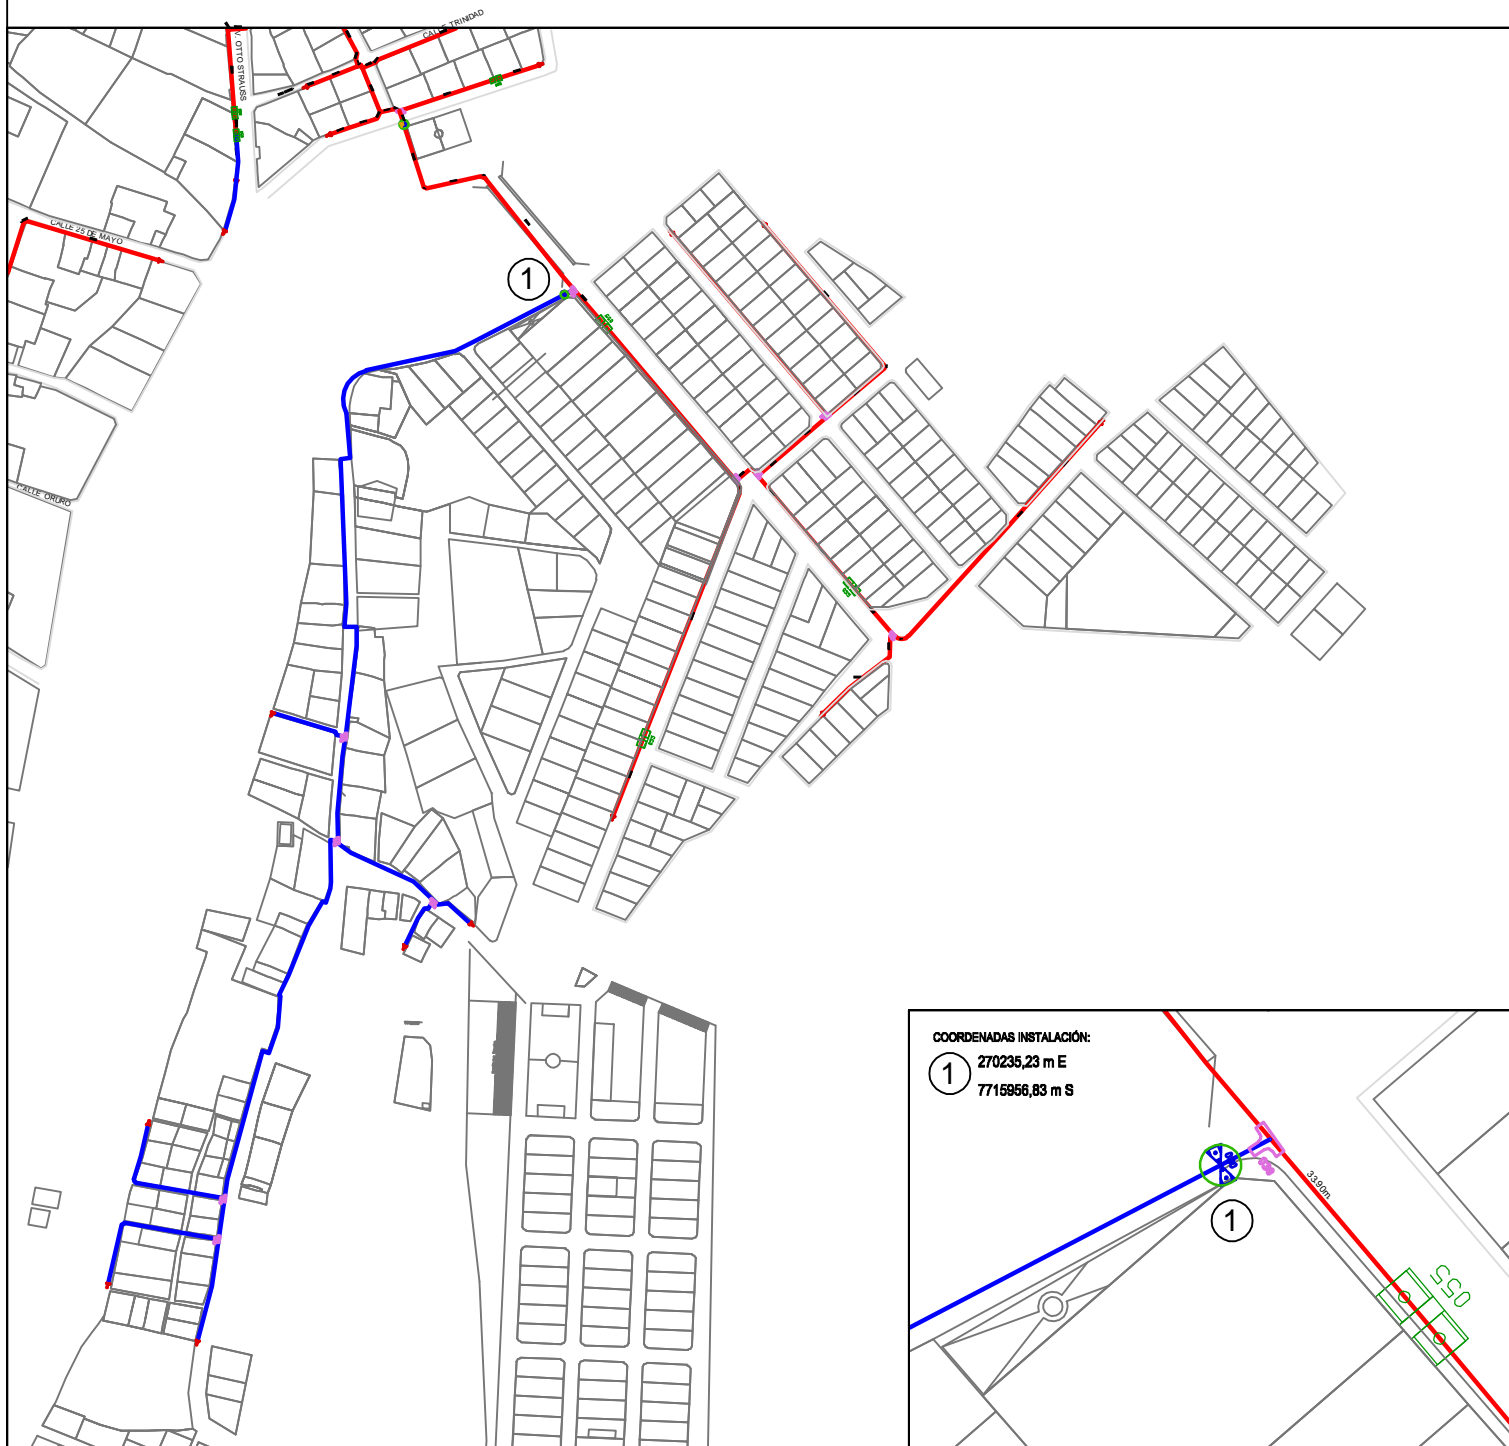 CALLE TRINIDAD
AV. OTTO STRAUSS
CALLE 25 DE MAYO
1
CALLE ORURO
COORDENADAS INSTALACIÓN:
1
270235,23 m E
7715956,83 m S
33.90m.
1
055